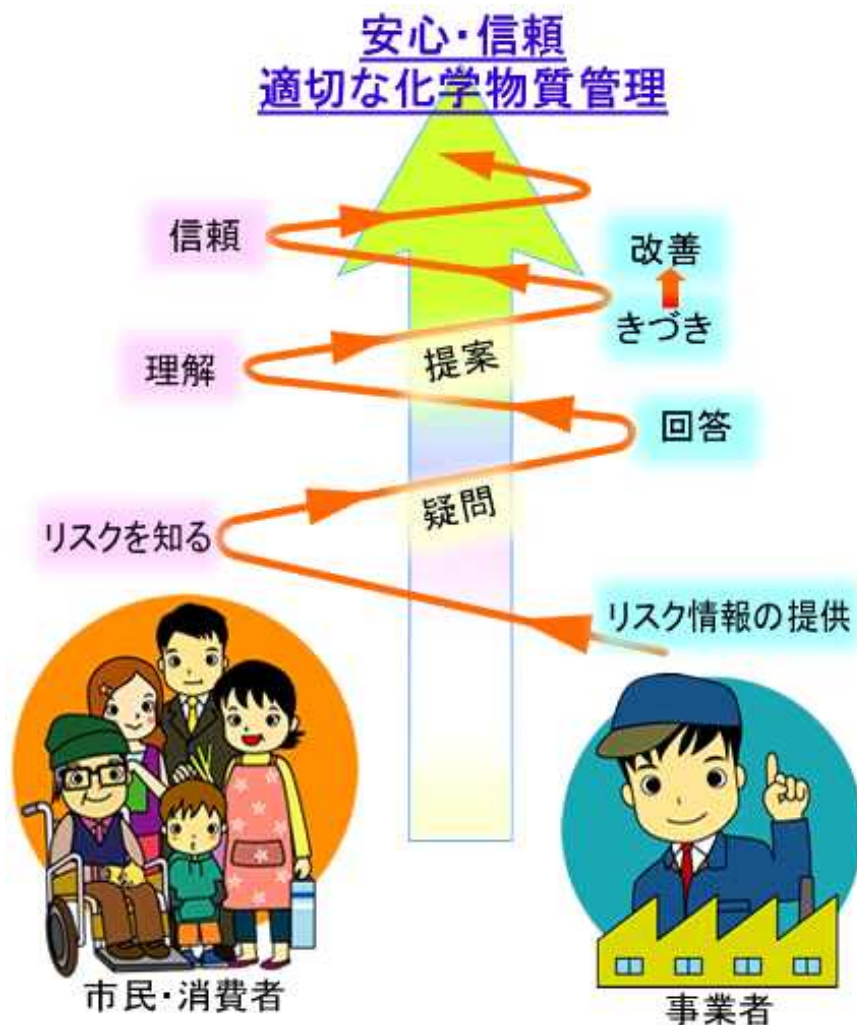 安心・信頼
適切な化学物質管理
信頼
改善
きづき
提案
理解
回答
疑問
リスクを知る
リスク情報の提供
市民・消費者
事業者